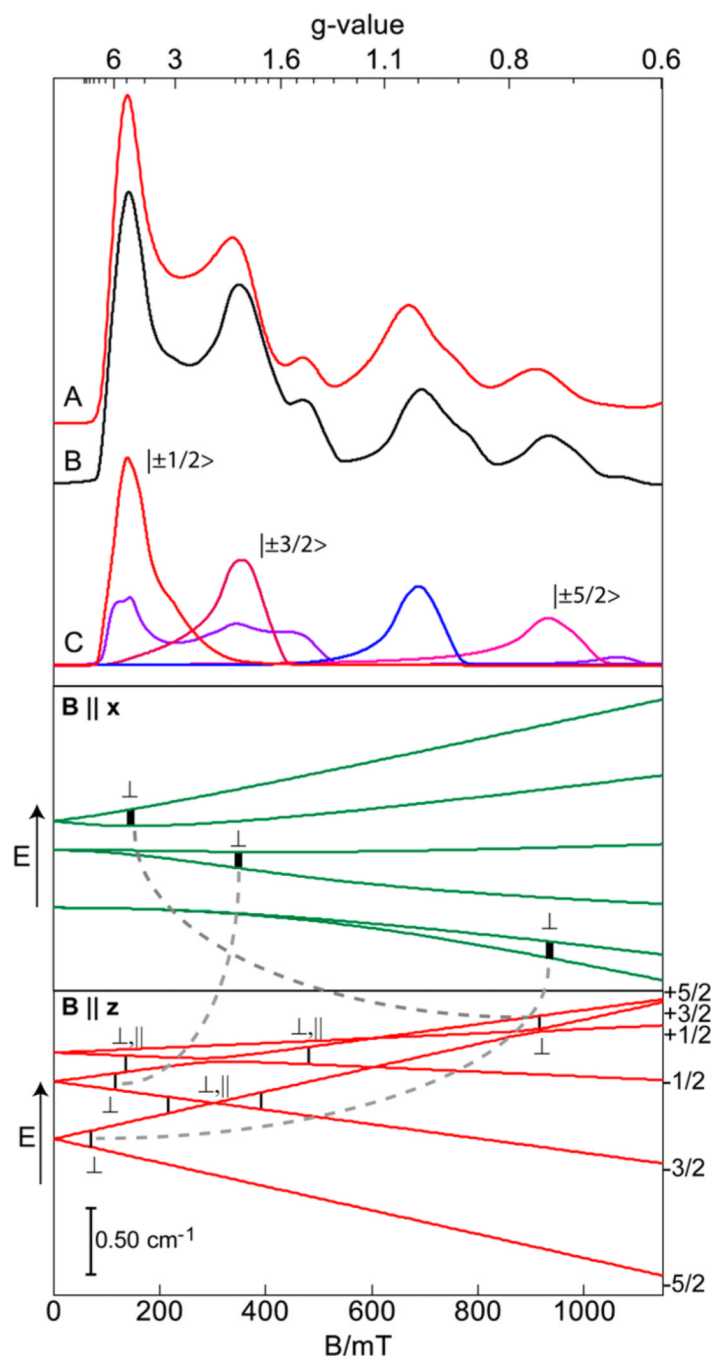 g-value
6 3 1.6 1.1 0.8 0.6
A
B
|±1/2>
|±3/2>
|±5/2>
C
B || x
⊥
⊥
⊥
E
B || z
+5/2
+3/2
+1/2
⊥,||
⊥,||
⊥
-1/2
⊥
⊥,||
E
⊥
-3/2
0.50 cm⁻¹
-5/2
0 200 400 600 800 1000
B/mT